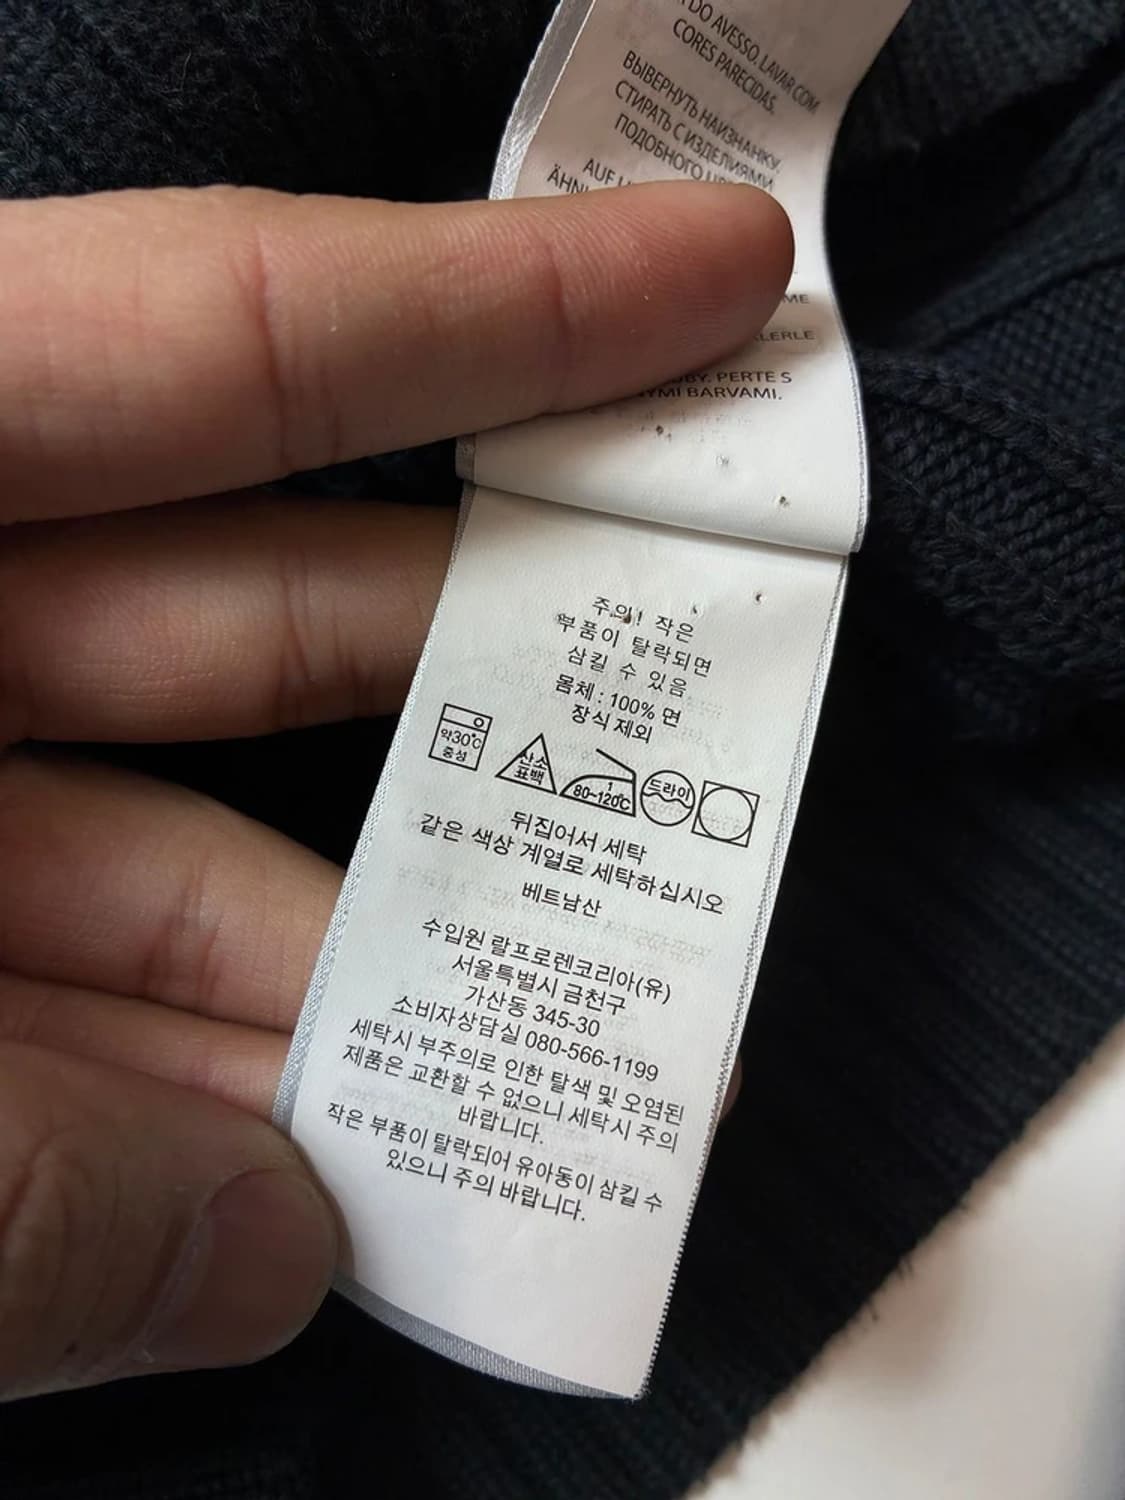 DO AVESSO. LAVAR COM
CORES PARECIDAS.
ВЫВЕРНУТЬ НАИЗНАНКУ.
СТИРАТЬ С ИЗДЕЛИЯМИ
ПОДОБНОГО
AUF
ÄHNL
ME
LERLE
PERTE S
BARVAMI.
주의! 작은
부품이 탈락되면
삼킬 수 있음
몸체 : 100% 면
장식 제외
약30℃
중성
산소
표백
1
80~120℃
드라이
뒤집어서 세탁
같은 색상 계열로 세탁하십시오
베트남산
수입원 랄프로렌코리아(유)
서울특별시 금천구
가산동 345-30
소비자상담실 080-566-1199
세탁시 부주의로 인한 탈색 및 오염된
제품은 교환할 수 없으니 세탁시 주의
바랍니다.
작은 부품이 탈락되어 유아동이 삼킬 수
있으니 주의 바랍니다.